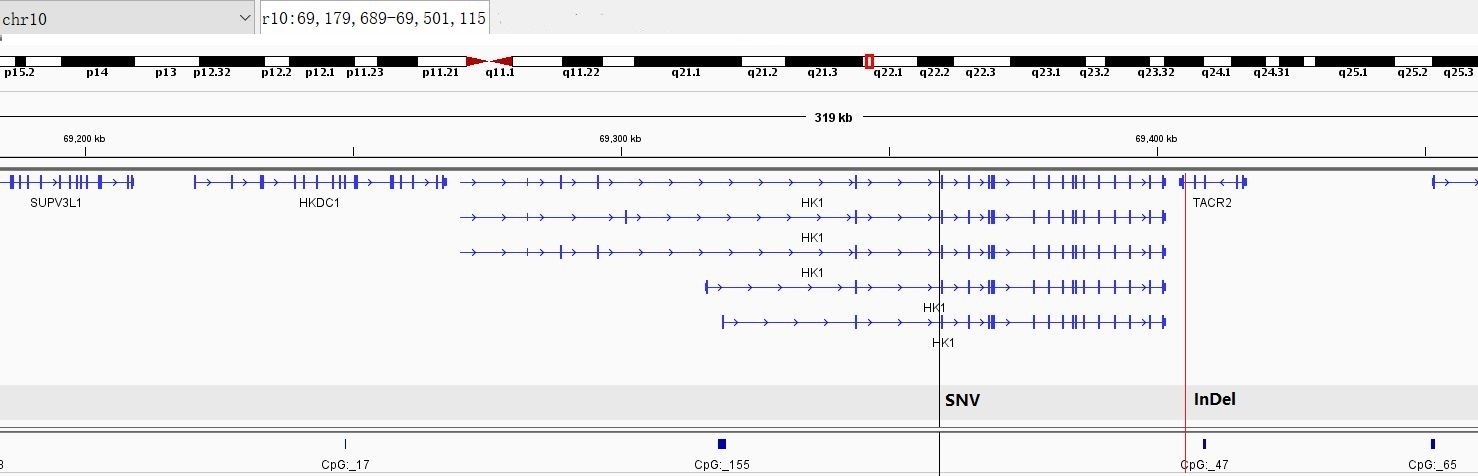 chr10 r10:69,179,689-69,501,115
p15.2 p14 p13 p12.32 p12.2 p12.1 p11.23 p11.21 q11.1 q11.22 q21.1 q21.2 q21.3 q22.1 q22.2 q22.3 q23.1 q23.2 q23.32 q24.1 q24.31 q25.1 q25.2 q25.3
319 kb
69,200 kb 69,300 kb 69,400 kb
SUPV3L1 HKDC1 HK1 TACR2
HK1
HK1
HK1
HK1
SNV InDel
3 CpG:_17 CpG:_155 CpG:_47 CpG:_65